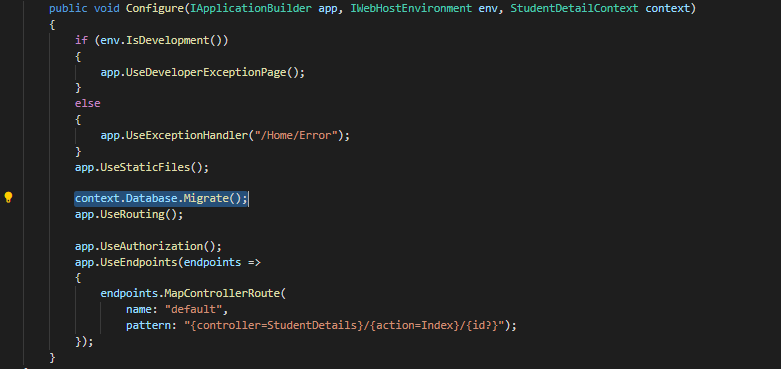 public void Configure(IApplicationBuilder app, IWebHostEnvironment env, StudentDetailContext context)
{
if (env.IsDevelopment())
{
app.UseDeveloperExceptionPage();
}
else
{
app.UseExceptionHandler("/Home/Error");
}
app.UseStaticFiles();
context.Database.Migrate();
app.UseRouting();
app.UseAuthorization();
app.UseEndpoints(endpoints =>
{
endpoints.MapControllerRoute(
name: "default",
pattern: "{controller=StudentDetails}/{action=Index}/{id?}");
});
}